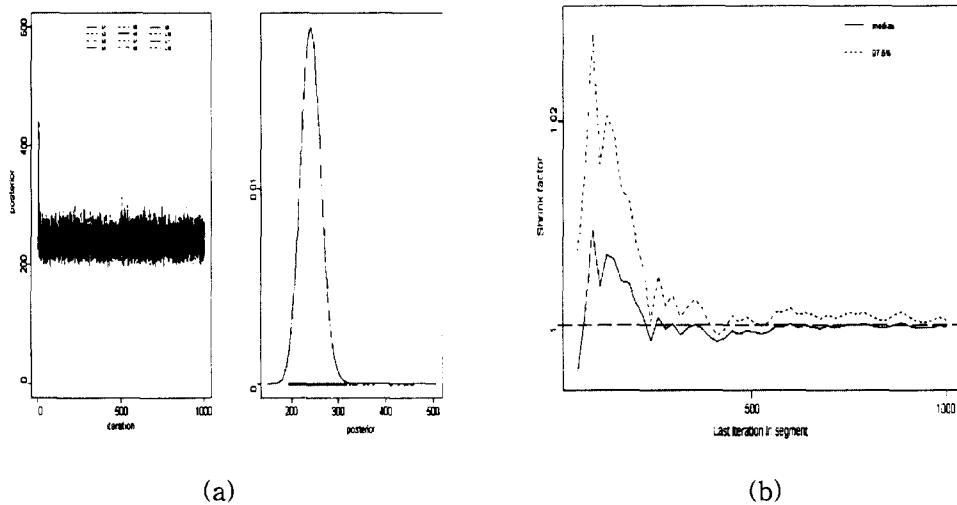 600
400
200
0
posterior
0
500
1000
iteration
0.01
0
200
300
400
500
posterior
(a)
1.02
1
Shrink factor
median
97.5%
500
1000
Last iteration in segment
(b)